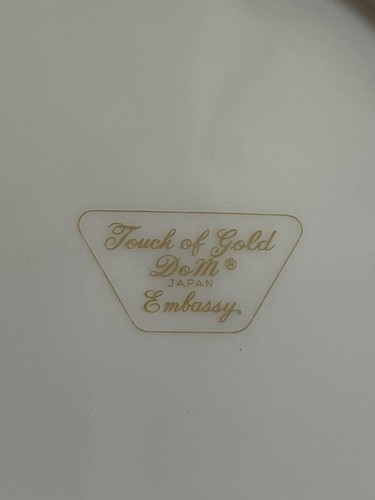 Touch of Gold
DoM ®
JAPAN
Embassy